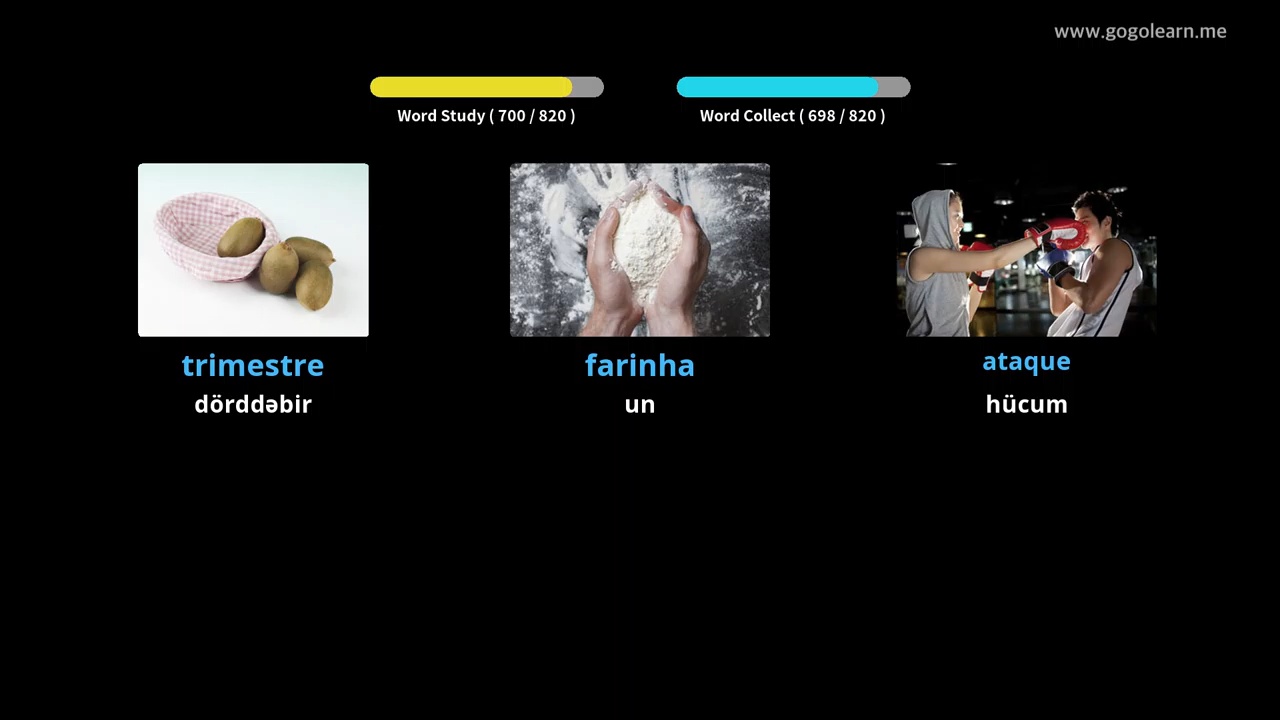 www.gogolearn.me
Word Study ( 700 / 820 )
Word Collect ( 698 / 820 )
trimestre
farinha
ataque
dörddəbir
un
hücum